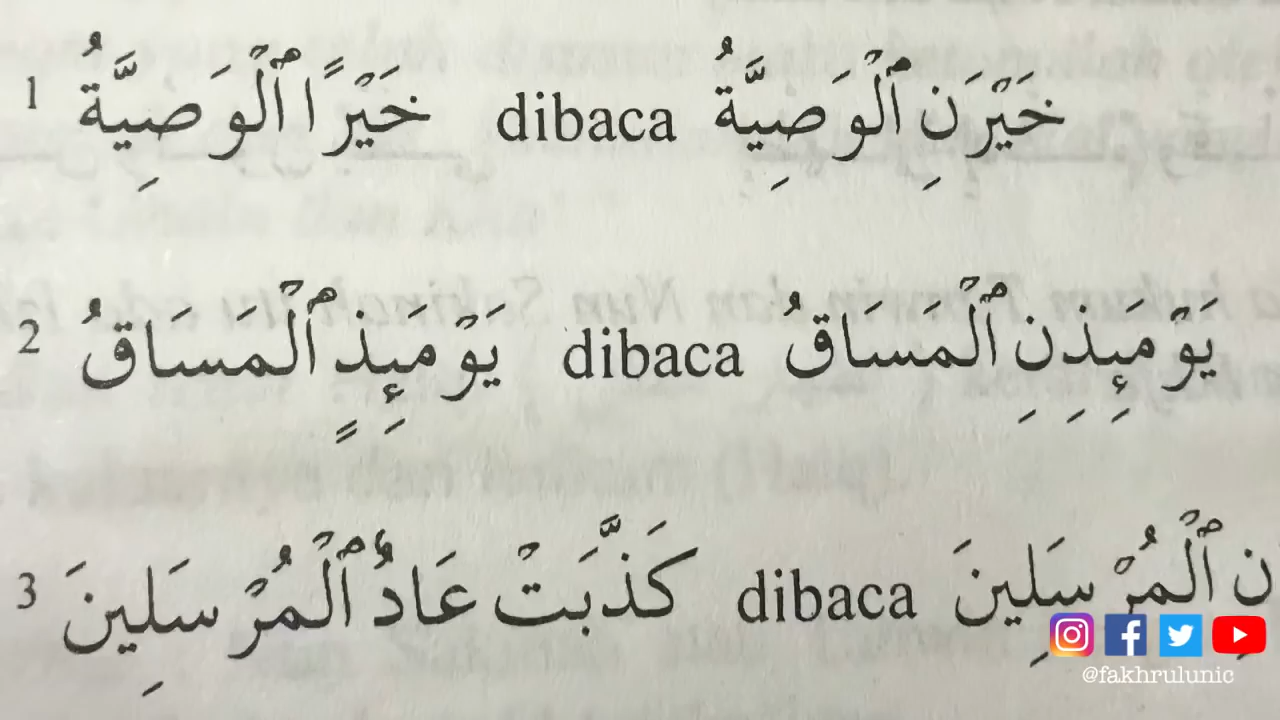 1 خَيْرًا ٱلْوَصِيَّةُ dibaca خَيْرَنِ ٱلْوَصِيَّةُ
2 يَوْمَئِذٍ ٱلْمَسَاقُ dibaca يَوْمَئِذِنِ ٱلْمَسَاقُ
3 كَذَّبَتْ عَادٌ ٱلْمُرْسَلِينَ dibaca نِ ٱلْمُرْسَلِينَ
@fakhrulunic